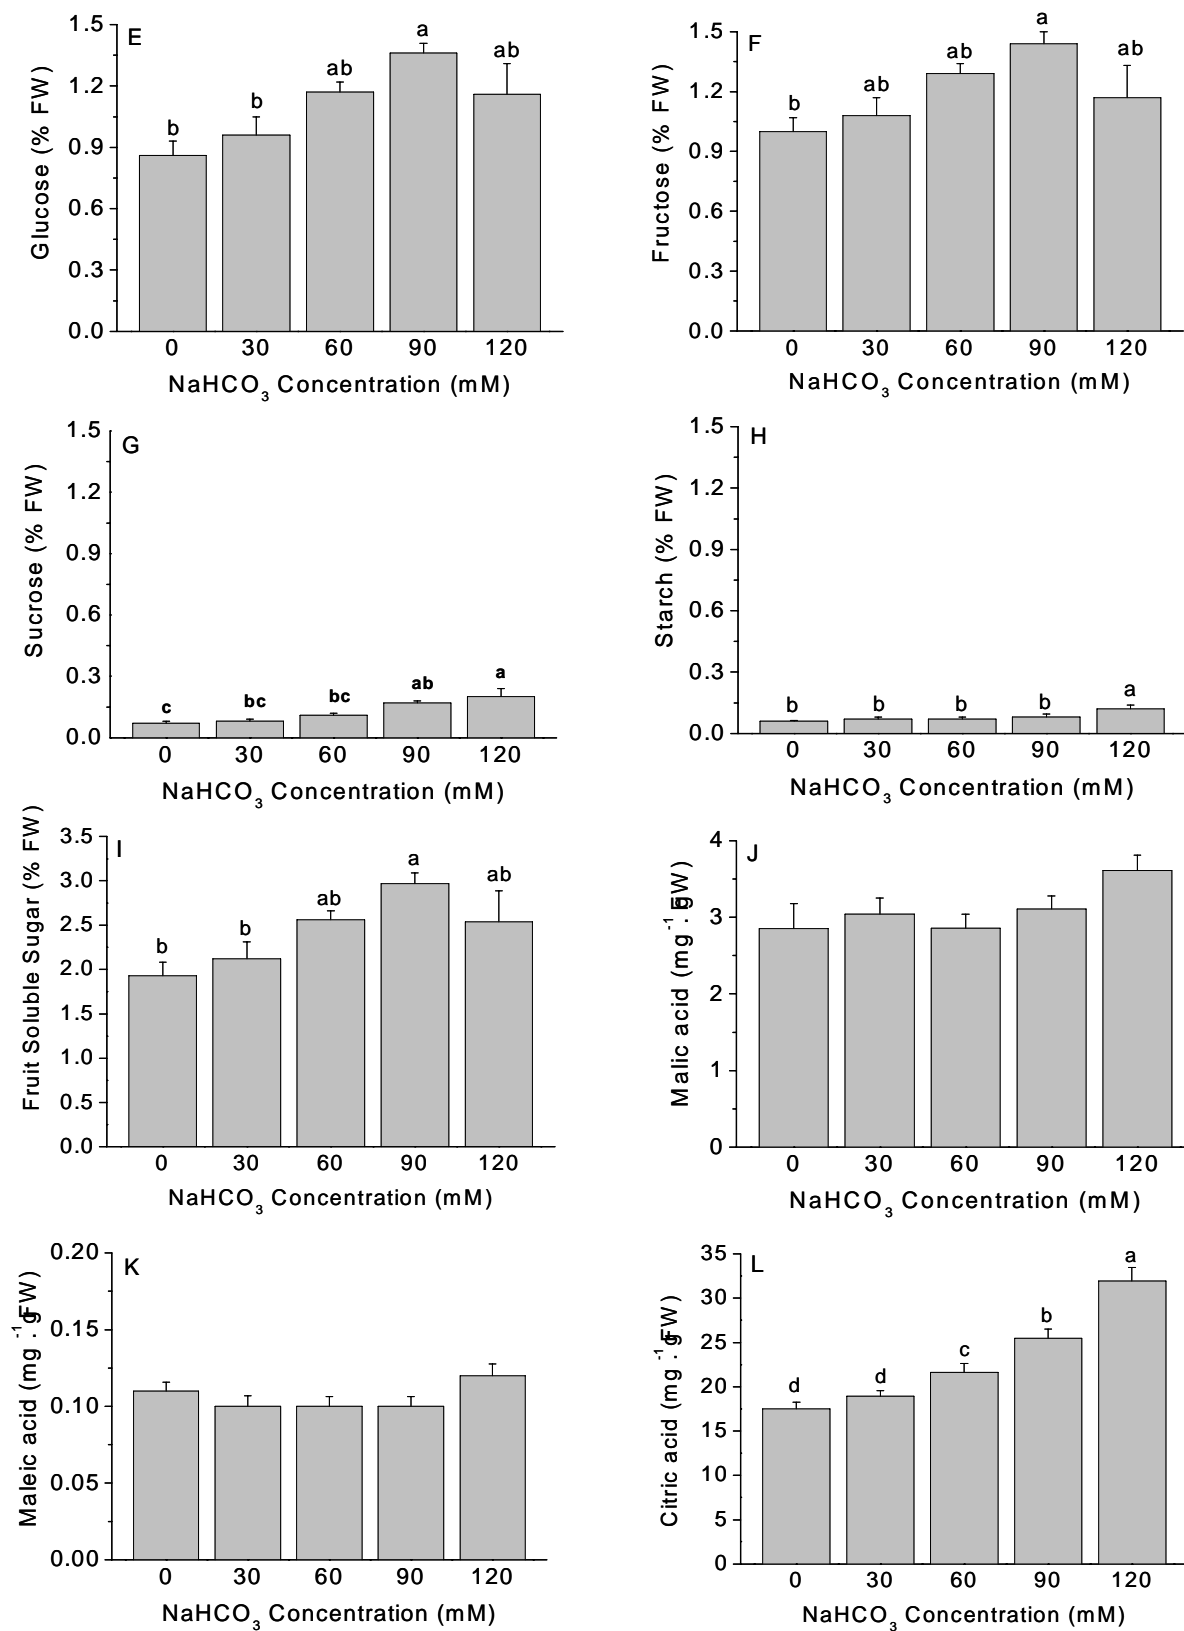 E
Glucose (% FW)
1.5
1.2
0.9
0.6
0.3
0.0
b
b
ab
a
ab
0 30 60 90 120
NaHCO3 Concentration (mM)
F
Fructose (% FW)
1.5
1.2
0.9
0.6
0.3
0.0
b
ab
ab
a
ab
0 30 60 90 120
NaHCO3 Concentration (mM)
G
Sucrose (% FW)
1.5
1.2
0.9
0.6
0.3
0.0
c
bc
bc
ab
a
0 30 60 90 120
NaHCO3 Concentration (mM)
H
Starch (% FW)
1.5
1.2
0.9
0.6
0.3
0.0
b
b
b
b
a
0 30 60 90 120
NaHCO3 Concentration (mM)
I
Fruit Soluble Sugar (% FW)
3.5
3.0
2.5
2.0
1.5
1.0
0.5
0.0
b
b
ab
a
ab
0 30 60 90 120
NaHCO3 Concentration (mM)
J
Malic acid (mg · g-1 FW)
4
3
2
1
0
0 30 60 90 120
NaHCO3 Concentration (mM)
K
Maleic acid (mg · g-1 FW)
0.20
0.15
0.10
0.05
0.00
0 30 60 90 120
NaHCO3 Concentration (mM)
L
Citric acid (mg · g-1 FW)
35
30
25
20
15
10
5
0
d
d
c
b
a
0 30 60 90 120
NaHCO3 Concentration (mM)